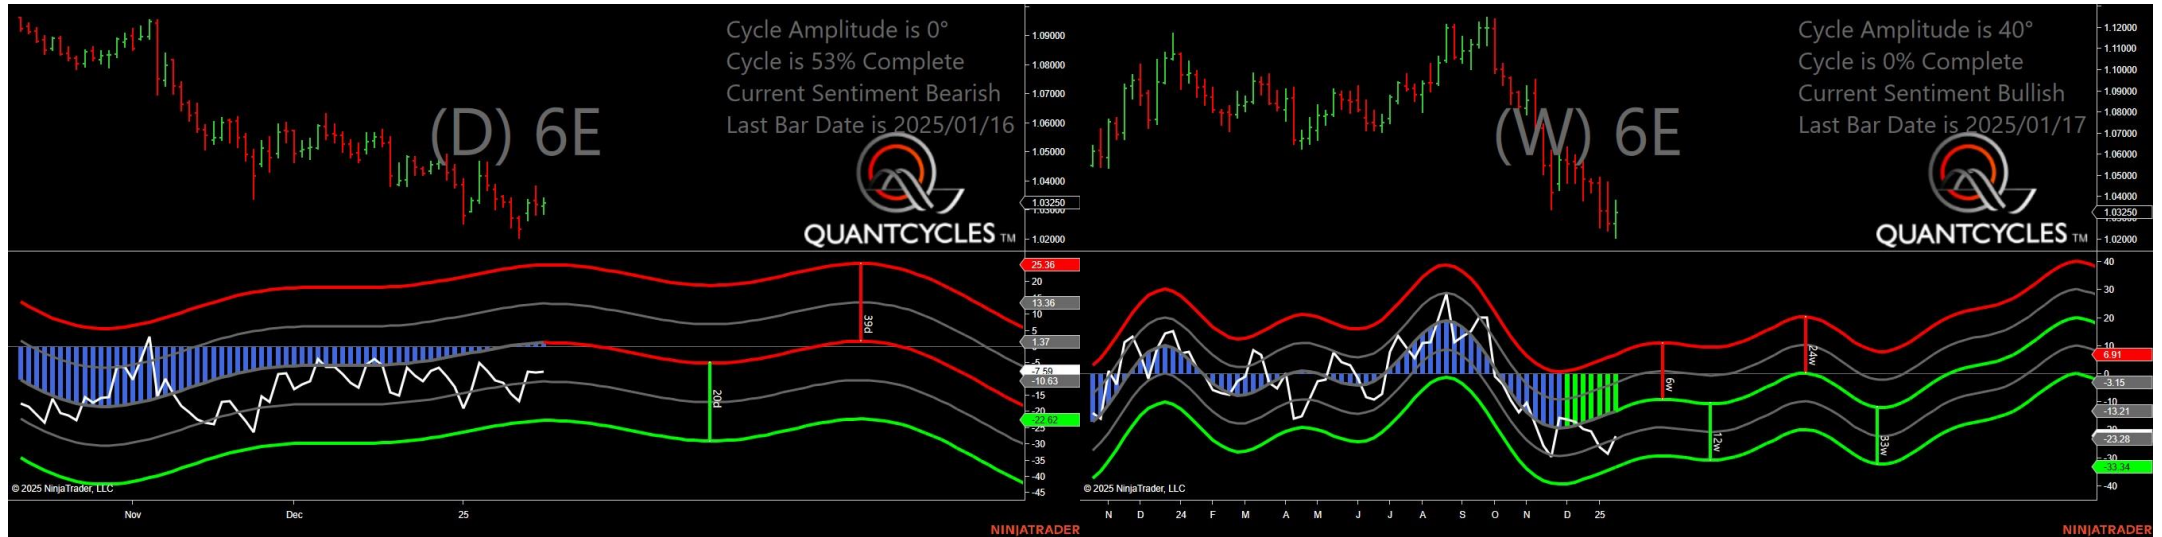 Cycle Amplitude is 0°
Cycle is 53% Complete
Current Sentiment Bearish
Last Bar Date is 2025/01/16
(D) 6E
QUANTCYCLES TM
1.09000
1.08000
1.07000
1.06000
1.05000
1.04000
1.03250
1.03000
1.02000
25.36
20
15
13.36
10
5
1.37
-5
-7.59
-10.63
-15
-20
-22.62
-25
-30
-35
-40
-45
39d
20d
© 2025 NinjaTrader, LLC
Nov
Dec
25
NINJATRADER
Cycle Amplitude is 40°
Cycle is 0% Complete
Current Sentiment Bullish
Last Bar Date is 2025/01/17
(W) 6E
QUANTCYCLES TM
1.12000
1.11000
1.10000
1.09000
1.08000
1.07000
1.06000
1.05000
1.04000
1.03250
1.02000
40
30
20
10
6.91
0
-3.15
-10
-13.21
-20
-23.28
-30
-33.34
-40
6w
12w
24w
33w
© 2025 NinjaTrader, LLC
N D 24 F M A M J J A S O N D 25
NINJATRADER